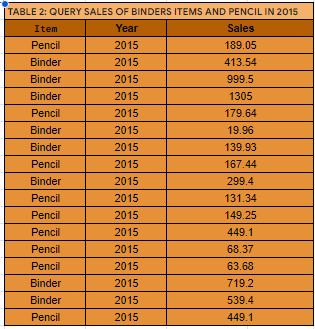 TABLE 2: QUERY SALES OF BINDERS ITEMS AND PENCIL IN 2015
Item Year Sales
Pencil 2015 189.05
Binder 2015 413.54
Binder 2015 999.5
Binder 2015 1305
Pencil 2015 179.64
Binder 2015 19.96
Binder 2015 139.93
Pencil 2015 167.44
Binder 2015 299.4
Pencil 2015 131.34
Pencil 2015 149.25
Pencil 2015 449.1
Pencil 2015 68.37
Pencil 2015 63.68
Binder 2015 719.2
Binder 2015 539.4
Pencil 2015 449.1